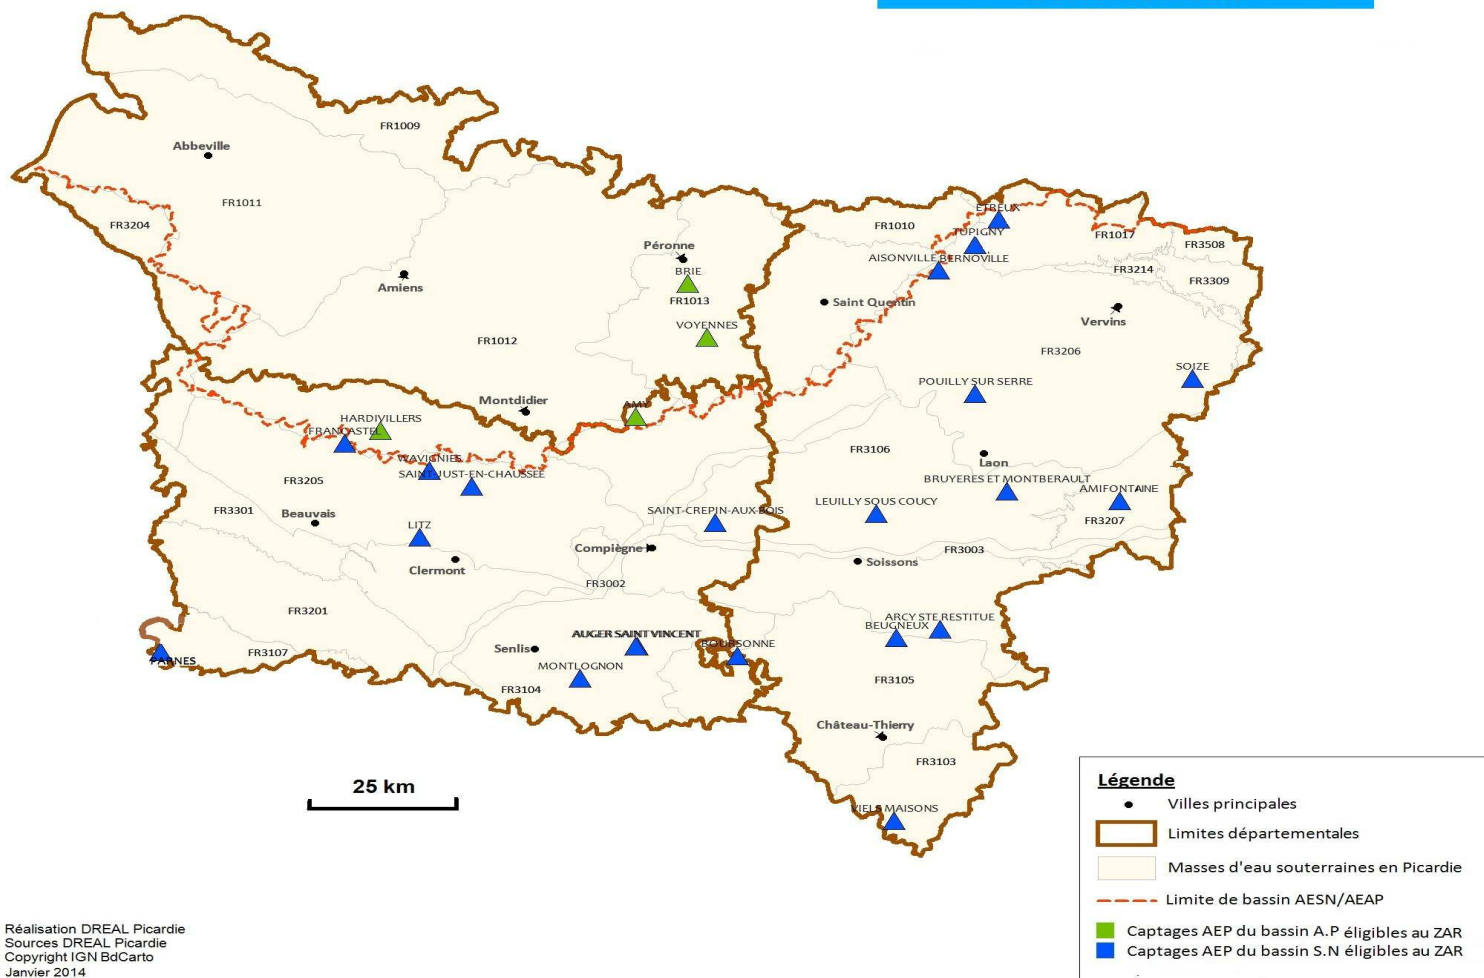 FR1009
Abbeville
FR1011
FR3204
ETREUX
FR1010
TUPIGNY
FR1017
FR3508
Péronne
AISONVILLE BERNOVILLE
BRIE
FR3214
Amiens
FR1013
Saint Quentin
FR3309
Vervins
VOYENNES
FR1012
FR3206
SOIZE
POUILLY SUR SERRE
Montdidier
AMY
HARDIVILLERS
FRANCASTEL
FR3106
WAVIGNIES
Laon
SAINT-JUST-EN-CHAUSSEE
FR3205
BRUYERES ET MONTBERAULT
AMIFONTAINE
LEUILLY SOUS COUCY
FR3301
Beauvais
SAINT-CREPIN-AUX-BOIS
FR3207
LITZ
Compiègne
FR3003
Clermont
Soissons
FR3002
FR3201
ARCY STE RESTITUE
BEUGNEUX
AUGER SAINT VINCENT
BOURSONNE
Senlis
FR3107
PARNES
MONTLOGNON
FR3104
FR3105
Château-Thierry
FR3103
25 km
VIELS MAISONS
Légende
Villes principales
Limites départementales
Masses d'eau souterraines en Picardie
Limite de bassin AESN/AEAP
Captages AEP du bassin A.P éligibles au ZAR
Captages AEP du bassin S.N éligibles au ZAR
Réalisation DREAL Picardie
Sources DREAL Picardie
Copyright IGN BdCarto
Janvier 2014